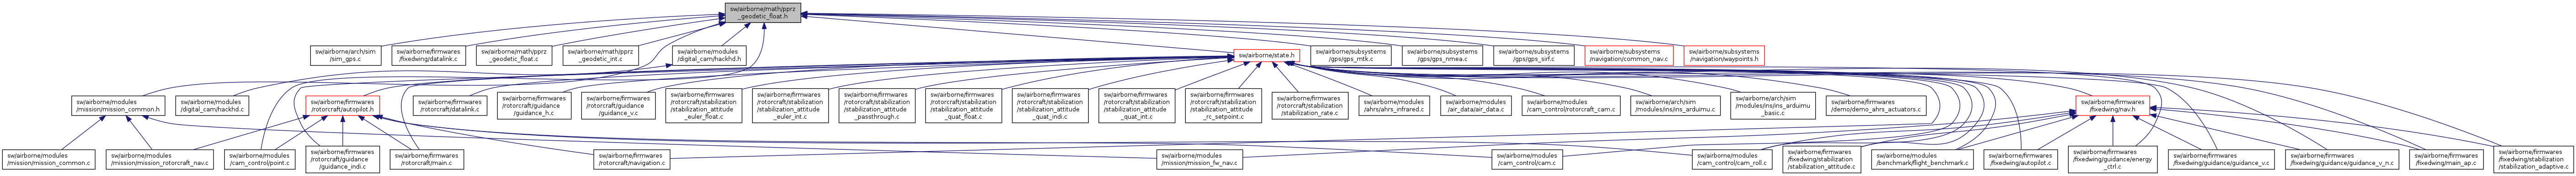 sw/airborne/math/pprz
_geodetic_float.h
sw/airborne/arch/sim
/sim_gps.c
sw/airborne/firmwares
/fixedwing/datalink.c
sw/airborne/math/pprz
_geodetic_float.c
sw/airborne/math/pprz
_geodetic_int.c
sw/airborne/modules
/digital_cam/hackhd.h
sw/airborne/state.h
sw/airborne/subsystems
/gps/gps_mtk.c
sw/airborne/subsystems
/gps/gps_nmea.c
sw/airborne/subsystems
/gps/gps_sirf.c
sw/airborne/subsystems
/navigation/common_nav.c
sw/airborne/subsystems
/navigation/waypoints.h
sw/airborne/modules
/mission/mission_common.h
sw/airborne/modules
/digital_cam/hackhd.c
sw/airborne/firmwares
/rotorcraft/autopilot.h
sw/airborne/firmwares
/rotorcraft/datalink.c
sw/airborne/firmwares
/rotorcraft/guidance
/guidance_h.c
sw/airborne/firmwares
/rotorcraft/guidance
/guidance_v.c
sw/airborne/firmwares
/rotorcraft/stabilization
/stabilization_attitude
_euler_float.c
sw/airborne/firmwares
/rotorcraft/stabilization
/stabilization_attitude
_euler_int.c
sw/airborne/firmwares
/rotorcraft/stabilization
/stabilization_attitude
_passthrough.c
sw/airborne/firmwares
/rotorcraft/stabilization
/stabilization_attitude
_quat_float.c
sw/airborne/firmwares
/rotorcraft/stabilization
/stabilization_attitude
_quat_indi.c
sw/airborne/firmwares
/rotorcraft/stabilization
/stabilization_attitude
_quat_int.c
sw/airborne/firmwares
/rotorcraft/stabilization
/stabilization_attitude
_rc_setpoint.c
sw/airborne/firmwares
/rotorcraft/stabilization
/stabilization_rate.c
sw/airborne/modules
/ahrs/ahrs_infrared.c
sw/airborne/modules
/air_data/air_data.c
sw/airborne/modules
/cam_control/rotorcraft_cam.c
sw/airborne/arch/sim
/modules/ins/ins_arduimu.c
sw/airborne/arch/sim
/modules/ins/ins_arduimu
_basic.c
sw/airborne/firmwares
/demo/demo_ahrs_actuators.c
sw/airborne/firmwares
/fixedwing/nav.h
sw/airborne/modules
/mission/mission_common.c
sw/airborne/modules
/mission/mission_rotorcraft_nav.c
sw/airborne/modules
/cam_control/point.c
sw/airborne/firmwares
/rotorcraft/guidance
/guidance_indi.c
sw/airborne/firmwares
/rotorcraft/main.c
sw/airborne/firmwares
/rotorcraft/navigation.c
sw/airborne/modules
/mission/mission_fw_nav.c
sw/airborne/modules
/cam_control/cam.c
sw/airborne/modules
/cam_control/cam_roll.c
sw/airborne/firmwares
/fixedwing/stabilization
/stabilization_attitude.c
sw/airborne/modules
/benchmark/flight_benchmark.c
sw/airborne/firmwares
/fixedwing/autopilot.c
sw/airborne/firmwares
/fixedwing/guidance/energy
_ctrl.c
sw/airborne/firmwares
/fixedwing/guidance/guidance_v.c
sw/airborne/firmwares
/fixedwing/guidance/guidance_v_n.c
sw/airborne/firmwares
/fixedwing/main_ap.c
sw/airborne/firmwares
/fixedwing/stabilization
/stabilization_adaptive.c